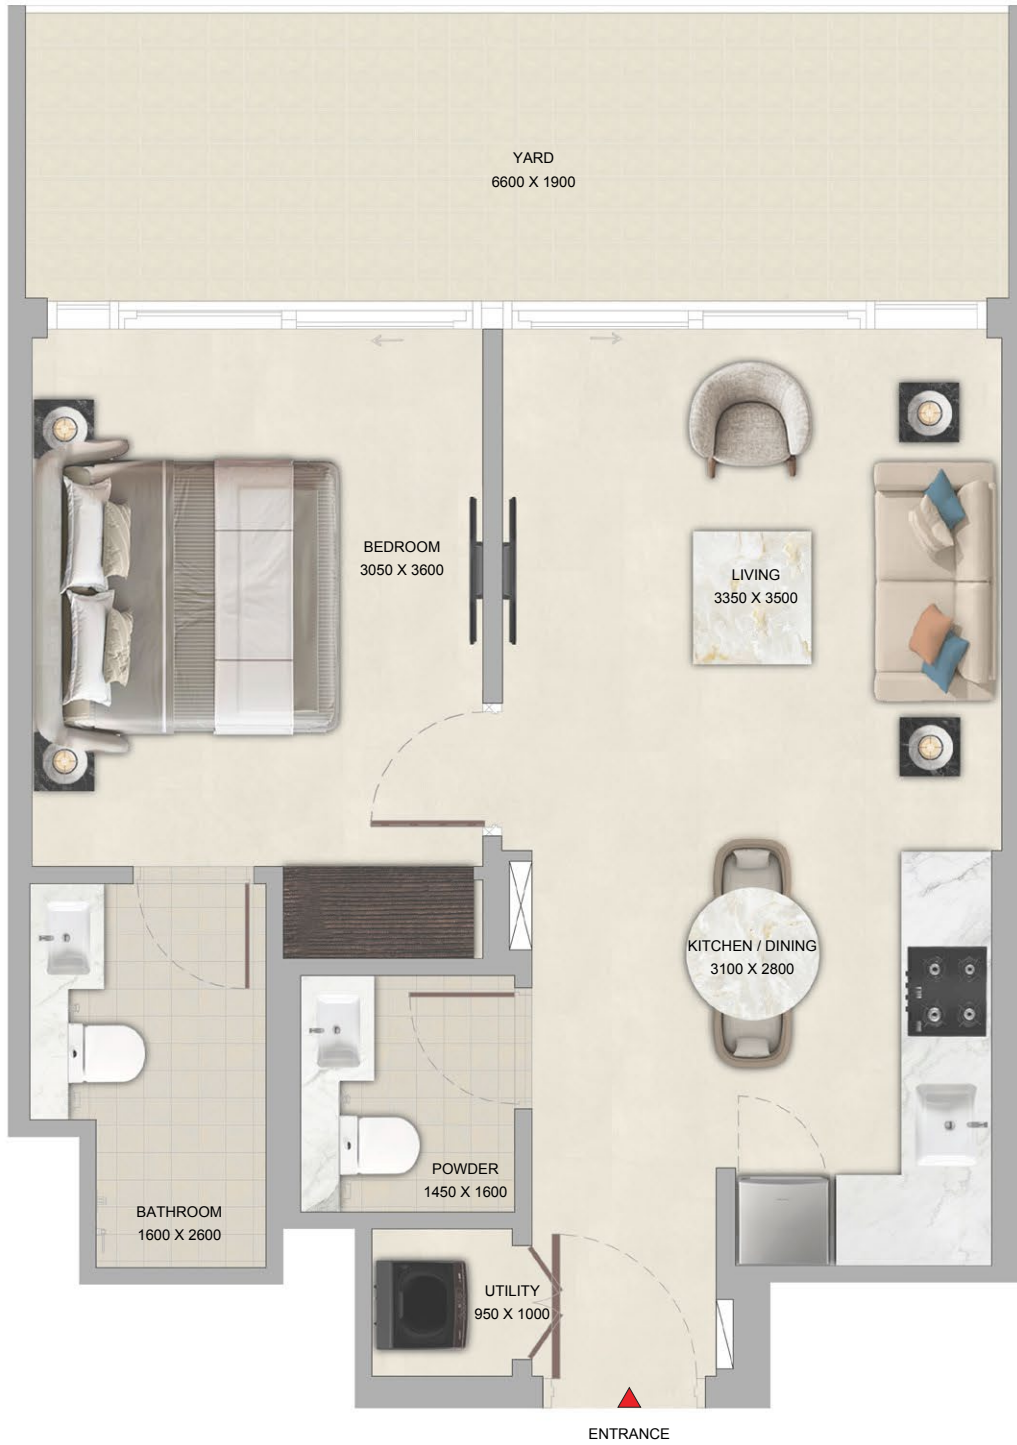 YARD
6600 X 1900
BEDROOM
3050 X 3600
LIVING
3350 X 3500
KITCHEN / DINING
3100 X 2800
POWDER
1450 X 1600
BATHROOM
1600 X 2600
UTILITY
950 X 1000
ENTRANCE